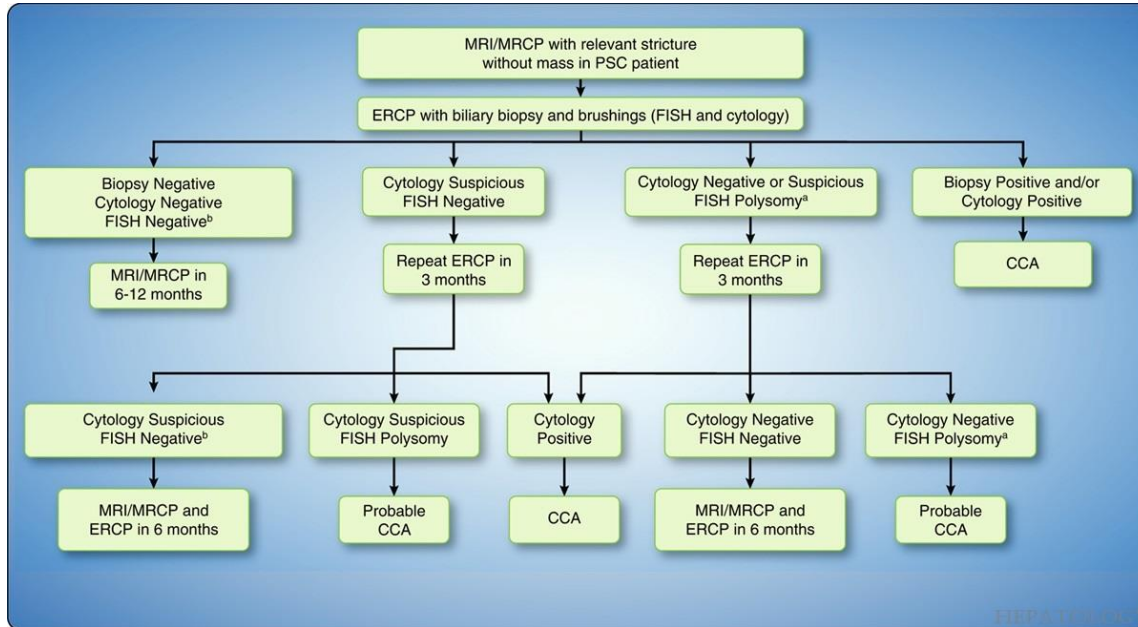 MRI/MRCP with relevant stricture
without mass in PSC patient
ERCP with biliary biopsy and brushings (FISH and cytology)
Biopsy Negative
Cytology Negative
FISH Negativeᵇ
Cytology Suspicious
FISH Negative
Cytology Negative or Suspicious
FISH Polysomyᵃ
Biopsy Positive and/or
Cytology Positive
MRI/MRCP in
6-12 months
Repeat ERCP in
3 months
Repeat ERCP in
3 months
CCA
Cytology Suspicious
FISH Negativeᵇ
Cytology Suspicious
FISH Polysomy
Cytology
Positive
Cytology Negative
FISH Negative
Cytology Negative
FISH Polysomyᵃ
MRI/MRCP and
ERCP in 6 months
Probable
CCA
CCA
MRI/MRCP and
ERCP in 6 months
Probable
CCA